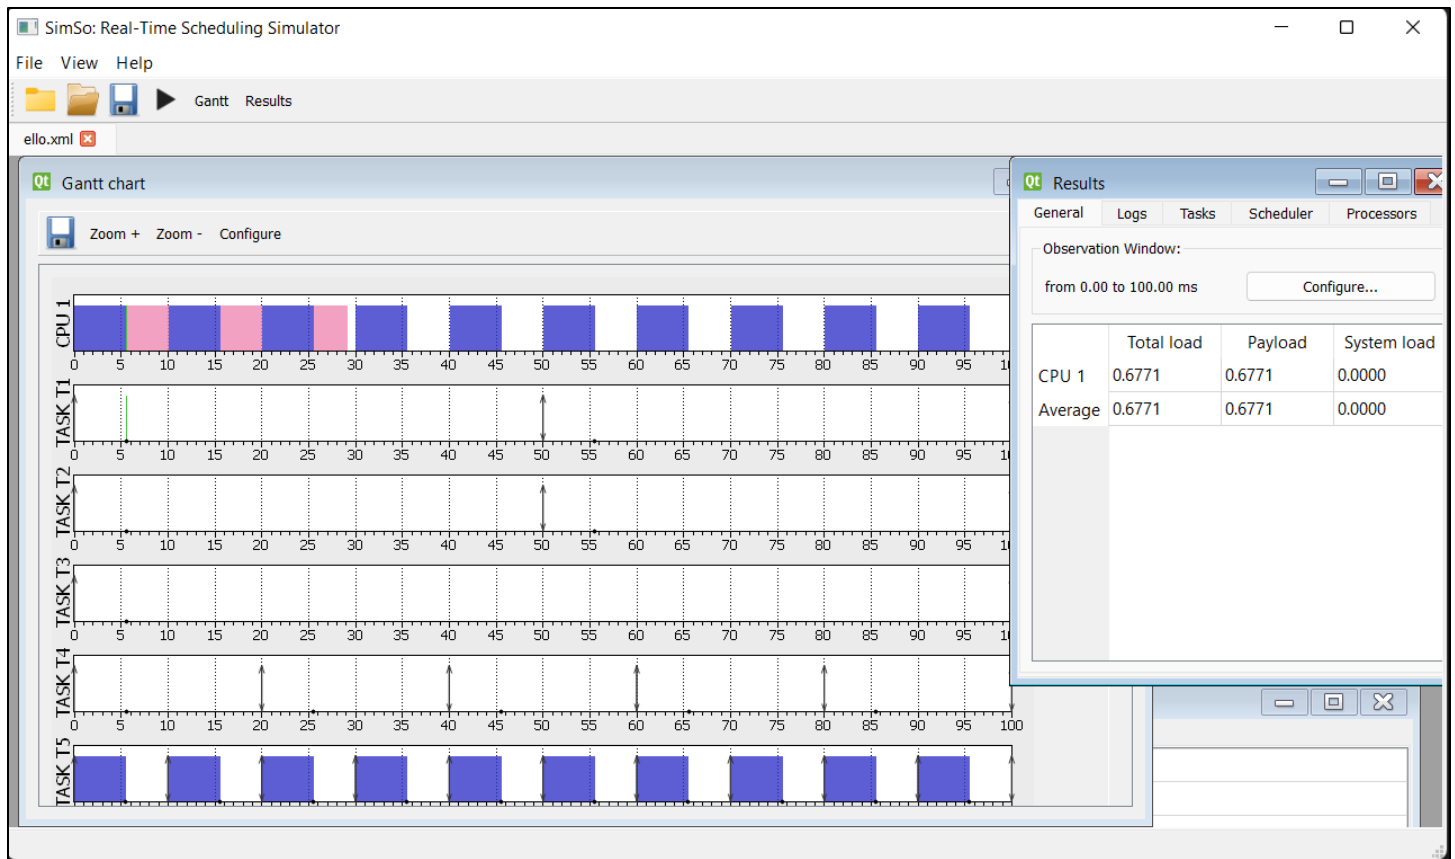 SimSo: Real-Time Scheduling Simulator
File View Help
Gantt Results
ello.xml
Qt Gantt chart
Zoom + Zoom - Configure
CPU 1
0 5 10 15 20 25 30 35 40 45 50 55 60 65 70 75 80 85 90 95 1
TASK T1
0 5 10 15 20 25 30 35 40 45 50 55 60 65 70 75 80 85 90 95 1
TASK T2
0 5 10 15 20 25 30 35 40 45 50 55 60 65 70 75 80 85 90 95 1
TASK T3
0 5 10 15 20 25 30 35 40 45 50 55 60 65 70 75 80 85 90 95 1
TASK T4
0 5 10 15 20 25 30 35 40 45 50 55 60 65 70 75 80 85 90 95 100
TASK T5
Qt Results
General Logs Tasks Scheduler Processors
Observation Window:
from 0.00 to 100.00 ms Configure...
Total load Payload System load
CPU 1 0.6771 0.6771 0.0000
Average 0.6771 0.6771 0.0000